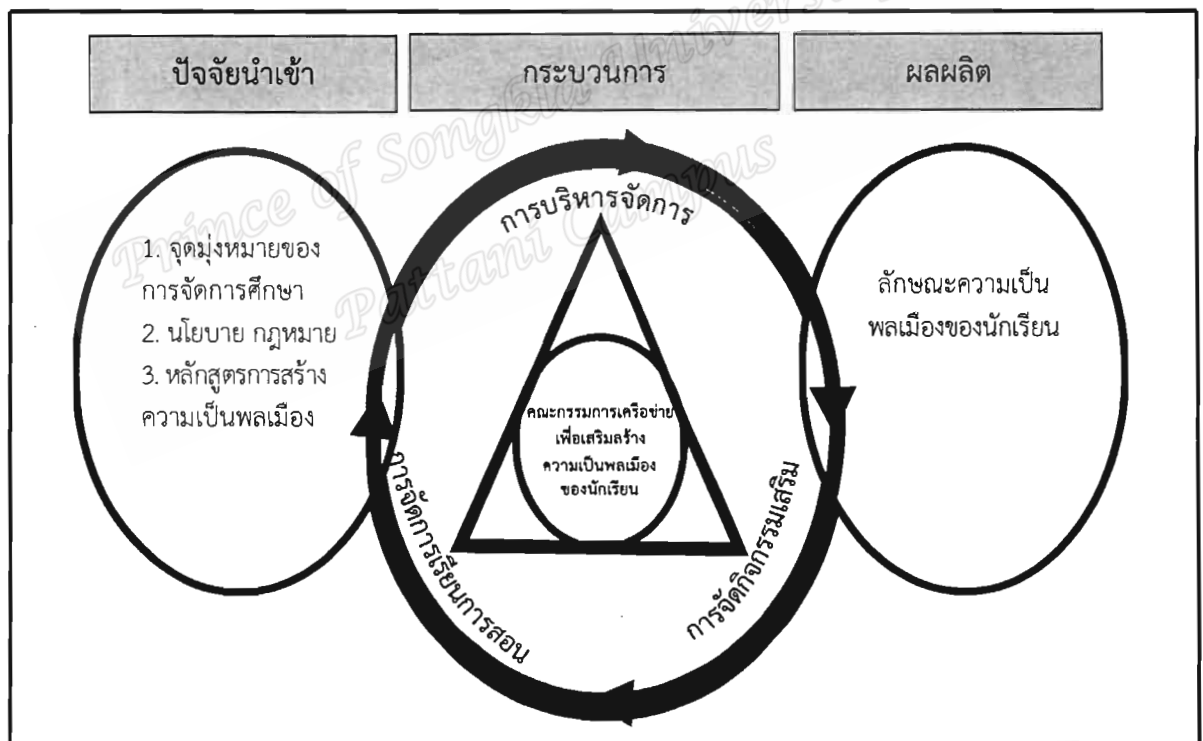 ปัจจัยนำเข้า
กระบวนการ
ผลผลิต
1. จุดมุ่งหมายของ
การจัดการศึกษา
2. นโยบาย กฎหมาย
3. หลักสูตรการสร้าง
ความเป็นพลเมือง
การบริหารจัดการ
คณะกรรมการเครือข่าย
เพื่อเสริมสร้าง
ความเป็นพลเมือง
ของนักเรียน
การจัดการเรียนการสอน
การจัดกิจกรรมเสริม
ลักษณะความเป็น
พลเมืองของนักเรียน
Prince of Songkla University
Pattani Campus